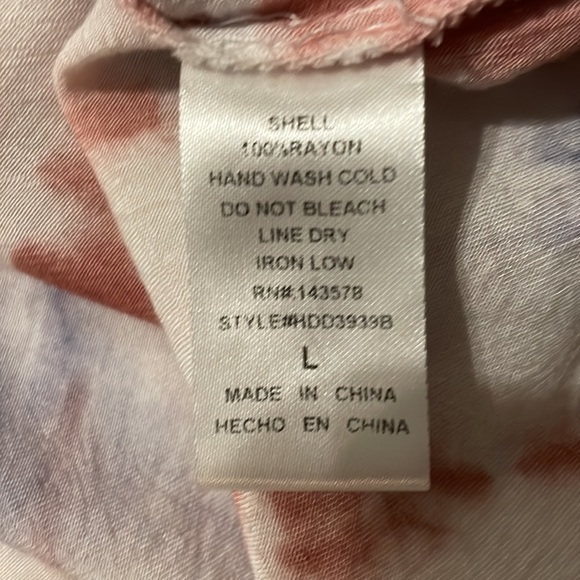 SHELL
100%RAYON
HAND WASH COLD
DO NOT BLEACH
LINE DRY
IRON LOW
RN#:143578
STYLE#HDD3939B
L
MADE IN CHINA
HECHO EN CHINA